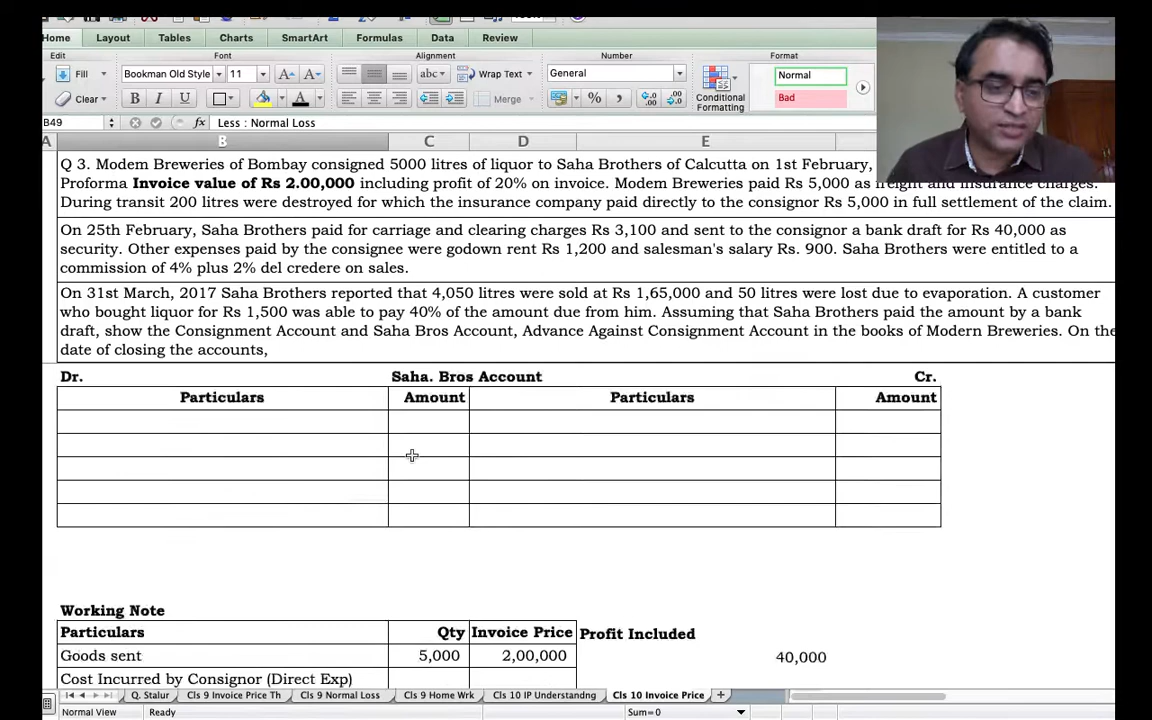 Home Layout Tables Charts SmartArt Formulas Data Review
Edit Font Alignment Number Format
Fill Bookman Old Style 11 A A abc Wrap Text General Normal
Clear B I U A Merge % , Conditional Formatting Bad
B49 fx Less : Normal Loss
A B C D E
Q 3. Modem Breweries of Bombay consigned 5000 litres of liquor to Saha Brothers of Calcutta on 1st February,
Proforma Invoice value of Rs 2.00,000 including profit of 20% on invoice. Modem Breweries paid Rs 5,000 as freight and insurance charges.
During transit 200 litres were destroyed for which the insurance company paid directly to the consignor Rs 5,000 in full settlement of the claim.
On 25th February, Saha Brothers paid for carriage and clearing charges Rs 3,100 and sent to the consignor a bank draft for Rs 40,000 as
security. Other expenses paid by the consignee were godown rent Rs 1,200 and salesman's salary Rs. 900. Saha Brothers were entitled to a
commission of 4% plus 2% del credere on sales.
On 31st March, 2017 Saha Brothers reported that 4,050 litres were sold at Rs 1,65,000 and 50 litres were lost due to evaporation. A customer
who bought liquor for Rs 1,500 was able to pay 40% of the amount due from him. Assuming that Saha Brothers paid the amount by a bank
draft, show the Consignment Account and Saha Bros Account, Advance Against Consignment Account in the books of Modern Breweries. On the
date of closing the accounts,
Dr. Saha. Bros Account Cr.
Particulars Amount Particulars Amount
Working Note
Particulars Qty Invoice Price Profit Included
Goods sent 5,000 2,00,000 40,000
Cost Incurred by Consignor (Direct Exp)
Q. Stalur Cls 9 Invoice Price Th Cls 9 Normal Loss Cls 9 Home Wrk Cls 10 IP Understandng Cls 10 Invoice Price
Normal View Ready Sum=0